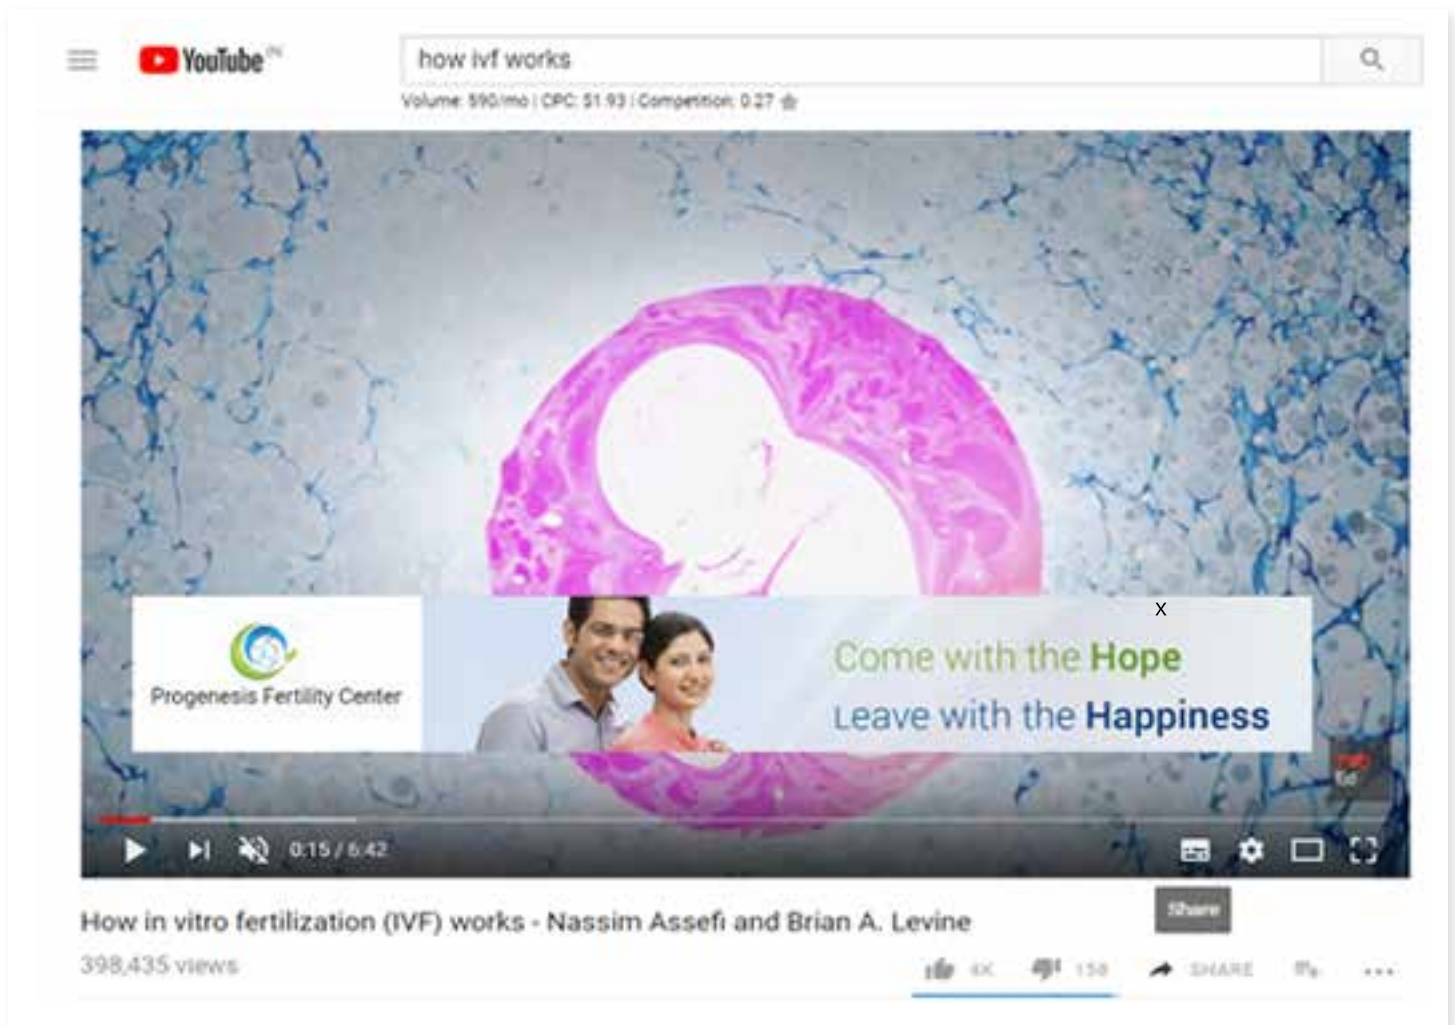 YouTube IN
how ivf works
Volume: 590/mo | CPC: $1.93 | Competition: 0.27
X
Progenesis Fertility Center
Come with the Hope
Leave with the Happiness
Ed
0:15 / 6:42
Share
How in vitro fertilization (IVF) works - Nassim Assefi and Brian A. Levine
398,435 views
4K
158
SHARE